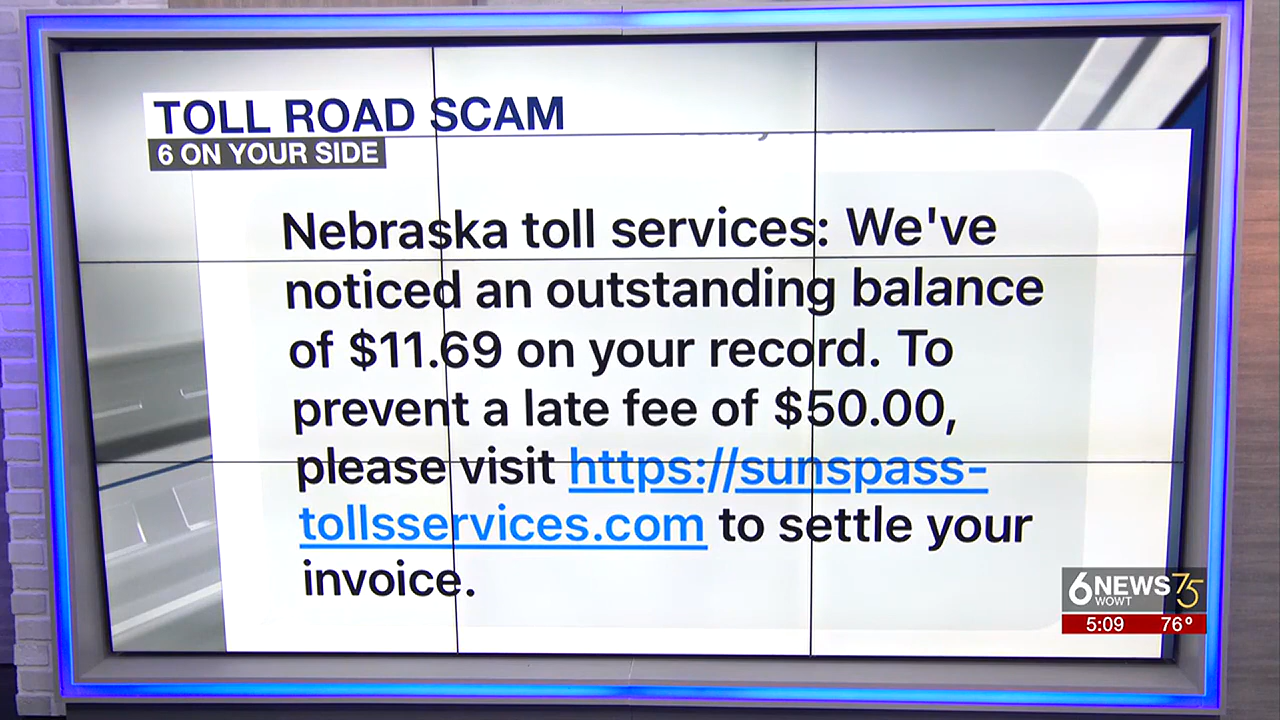 TOLL ROAD SCAM
6 ON YOUR SIDE
Nebraska toll services: We've
noticed an outstanding balance
of $11.69 on your record. To
prevent a late fee of $50.00,
please visit https://sunspass-
tollsservices.com to settle your
invoice.
6 NEWS 75
WOWT
5:09 76°